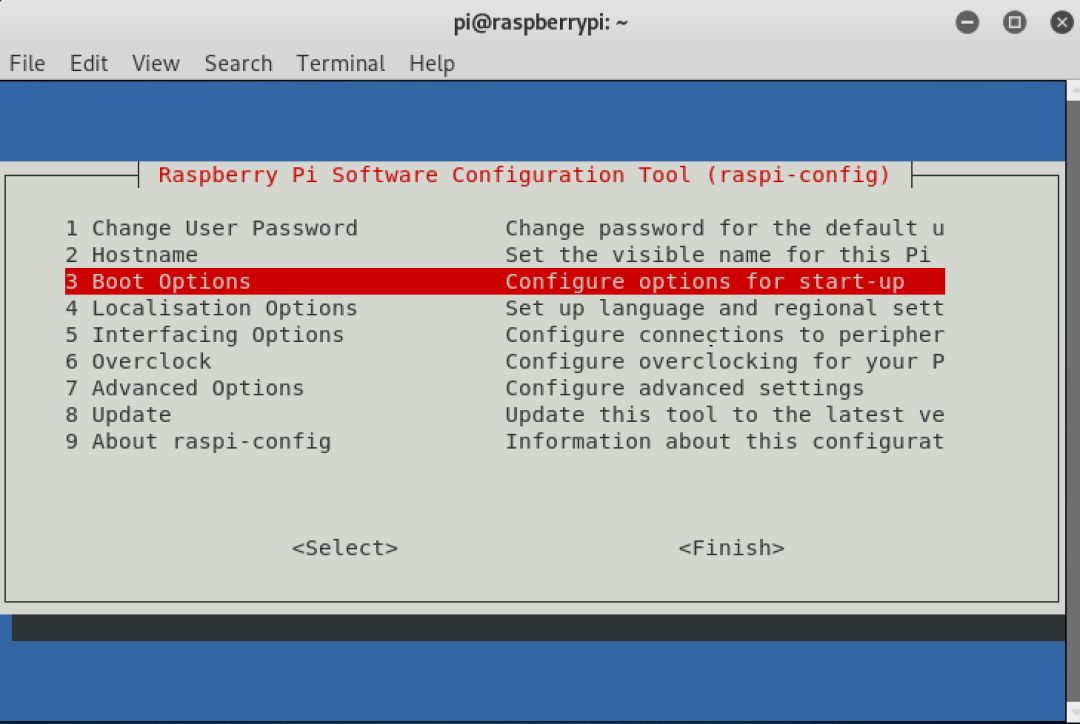 pi@raspberrypi: ~
File Edit View Search Terminal Help
Raspberry Pi Software Configuration Tool (raspi-config)
1 Change User Password Change password for the default u
2 Hostname Set the visible name for this Pi
3 Boot Options Configure options for start-up
4 Localisation Options Set up language and regional sett
5 Interfacing Options Configure connections to peripher
6 Overclock Configure overclocking for your P
7 Advanced Options Configure advanced settings
8 Update Update this tool to the latest ve
9 About raspi-config Information about this configurat
<Select> <Finish>